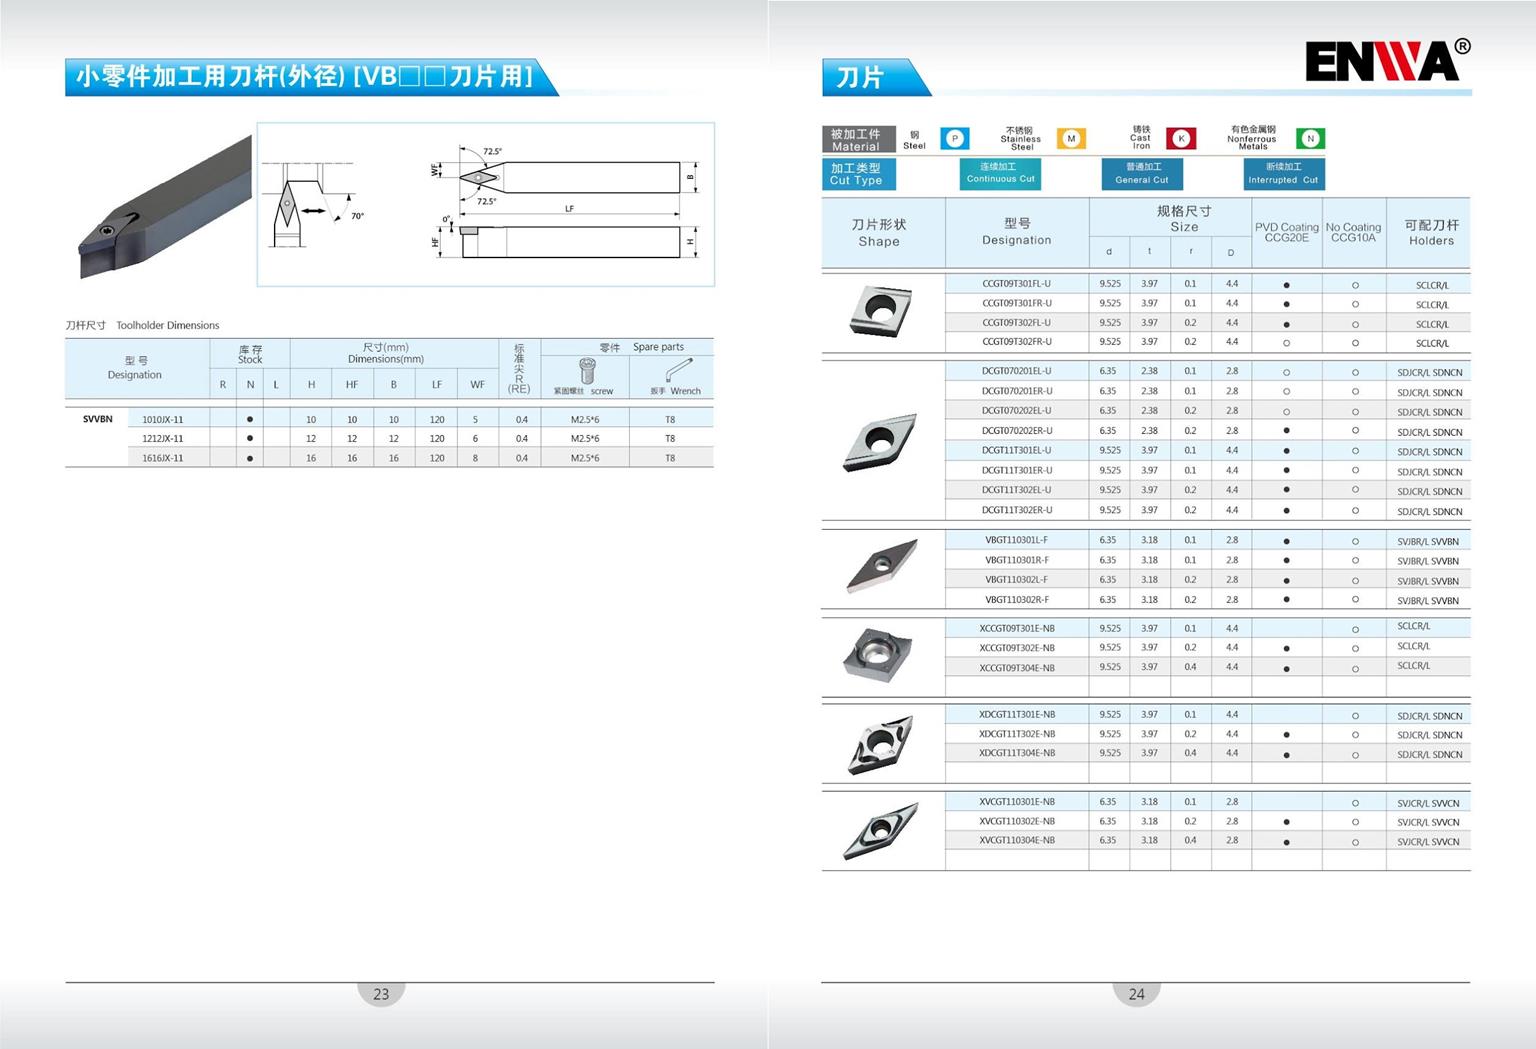 小零件加工用刀杆(外径) [VB□□刀片用]
72.5°
WF
B
72.5°
70°
LF
0°
HF
H
刀杆尺寸 Toolholder Dimensions
型号 Designation
库存 Stock
尺寸(mm) Dimensions(mm)
标准尖R (RE)
零件 Spare parts
R N L H HF B LF WF 紧固螺丝 screw 扳手 Wrench
SVVBN 1010JX-11 ● 10 10 10 120 5 0.4 M2.5*6 T8
1212JX-11 ● 12 12 12 120 6 0.4 M2.5*6 T8
1616JX-11 ● 16 16 16 120 8 0.4 M2.5*6 T8
23
ENWA®
刀片
被加工件 Material
钢 Steel P
不锈钢 Stainless Steel M
铸铁 Cast Iron K
有色金属钢 Nonferrous Metals N
加工类型 Cut Type
连续加工 Continuous Cut
普通加工 General Cut
断续加工 Interrupted Cut
刀片形状 Shape
型号 Designation
规格尺寸 Size
d t r D
PVD Coating CCG20E
No Coating CCG10A
可配刀杆 Holders
CCGT09T301FL-U 9.525 3.97 0.1 4.4 ● ○ SCLCR/L
CCGT09T301FR-U 9.525 3.97 0.1 4.4 ● ○ SCLCR/L
CCGT09T302FL-U 9.525 3.97 0.2 4.4 ● ○ SCLCR/L
CCGT09T302FR-U 9.525 3.97 0.2 4.4 ○ ○ SCLCR/L
DCGT070201EL-U 6.35 2.38 0.1 2.8 ○ ○ SDJCR/L SDNCN
DCGT070201ER-U 6.35 2.38 0.1 2.8 ○ ○ SDJCR/L SDNCN
DCGT070202EL-U 6.35 2.38 0.2 2.8 ○ ○ SDJCR/L SDNCN
DCGT070202ER-U 6.35 2.38 0.2 2.8 ● ○ SDJCR/L SDNCN
DCGT11T301EL-U 9.525 3.97 0.1 4.4 ● ○ SDJCR/L SDNCN
DCGT11T301ER-U 9.525 3.97 0.1 4.4 ● ○ SDJCR/L SDNCN
DCGT11T302EL-U 9.525 3.97 0.2 4.4 ● ○ SDJCR/L SDNCN
DCGT11T302ER-U 9.525 3.97 0.2 4.4 ● ○ SDJCR/L SDNCN
VBGT110301L-F 6.35 3.18 0.1 2.8 ● ○ SVJBR/L SVVBN
VBGT110301R-F 6.35 3.18 0.1 2.8 ● ○ SVJBR/L SVVBN
VBGT110302L-F 6.35 3.18 0.2 2.8 ● ○ SVJBR/L SVVBN
VBGT110302R-F 6.35 3.18 0.2 2.8 ● ○ SVJBR/L SVVBN
XCCGT09T301E-NB 9.525 3.97 0.1 4.4 ○ SCLCR/L
XCCGT09T302E-NB 9.525 3.97 0.2 4.4 ● ○ SCLCR/L
XCCGT09T304E-NB 9.525 3.97 0.4 4.4 ● ○ SCLCR/L
XDCGT11T301E-NB 9.525 3.97 0.1 4.4 ○ SDJCR/L SDNCN
XDCGT11T302E-NB 9.525 3.97 0.2 4.4 ● ○ SDJCR/L SDNCN
XDCGT11T304E-NB 9.525 3.97 0.4 4.4 ● ○ SDJCR/L SDNCN
XVCGT110301E-NB 6.35 3.18 0.1 2.8 ○ SVJCR/L SVVCN
XVCGT110302E-NB 6.35 3.18 0.2 2.8 ● ○ SVJCR/L SVVCN
XVCGT110304E-NB 6.35 3.18 0.4 2.8 ● ○ SVJCR/L SVVCN
24